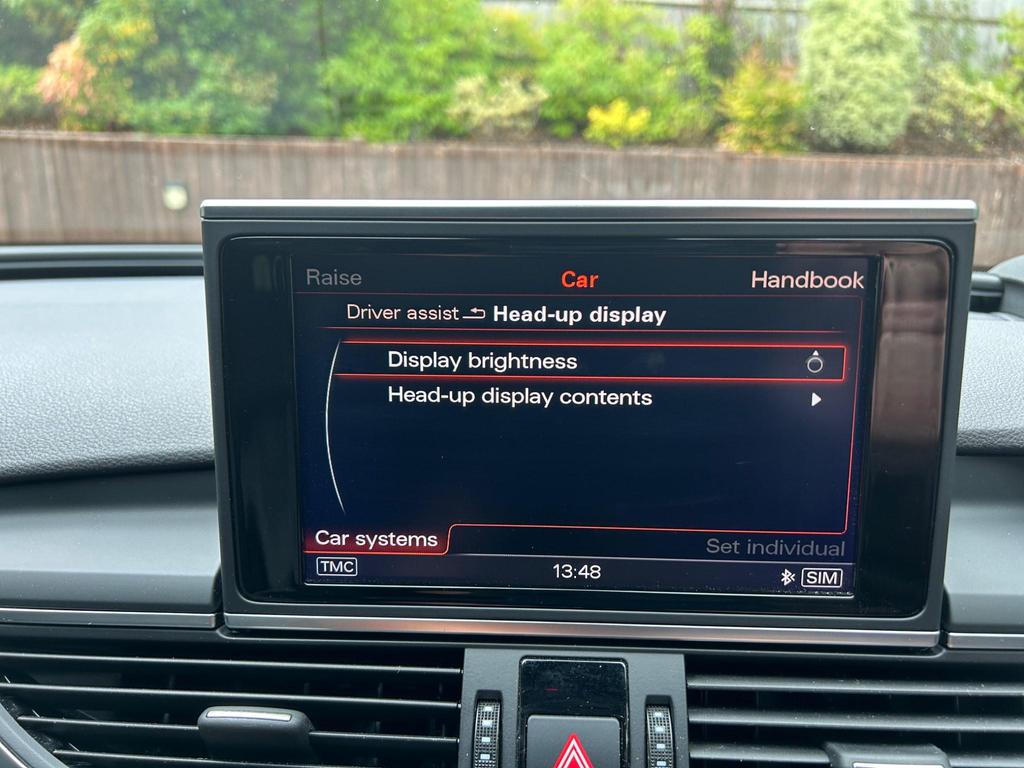 Raise Car Handbook
Driver assist Head-up display
Display brightness
Head-up display contents
Car systems
Set individual
TMC 13:48 SIM